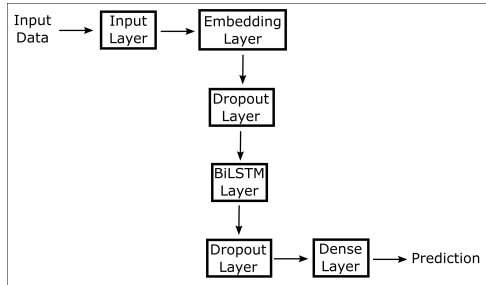 Input
Data
Input
Layer
Embedding
Layer
Dropout
Layer
BiLSTM
Layer
Dropout
Layer
Dense
Layer
Prediction